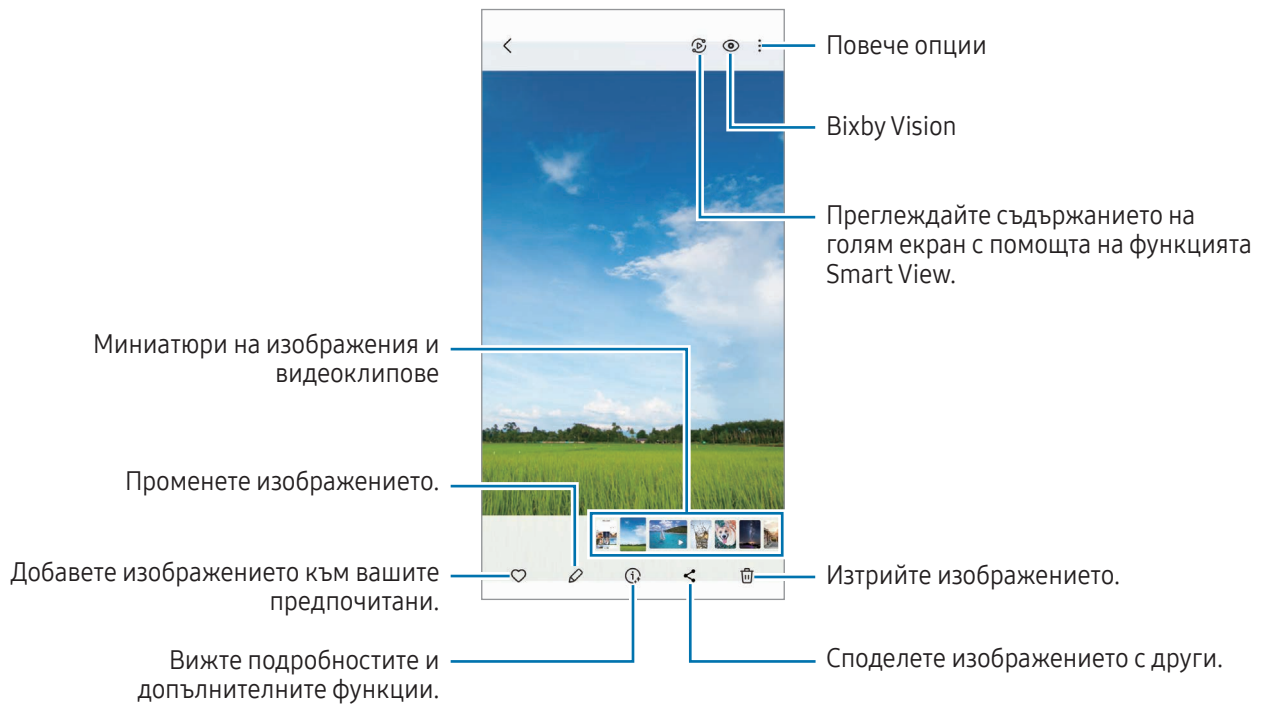 Повече опции
Bixby Vision
Преглеждайте съдържанието на
голям екран с помощта на функцията
Smart View.
Миниатюри на изображения и
видеоклипове
Променете изображението.
Добавете изображението към вашите
предпочитани.
Изтрийте изображението.
Вижте подробностите и
допълнителните функции.
Споделете изображението с други.